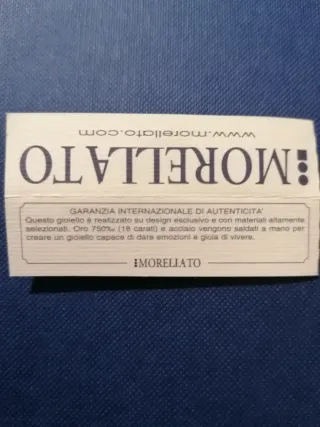 www.morellato.com
MORELLATO
GARANZIA INTERNAZIONALE DI AUTENTICITA'
Questo gioiello è realizzato su design esclusivo e con materiali altamente
selezionati. Oro 750‰ (18 carati) e acciaio vengono saldati a mano per
creare un gioiello capace di dare emozioni e gioia di vivere.
MORELLATO